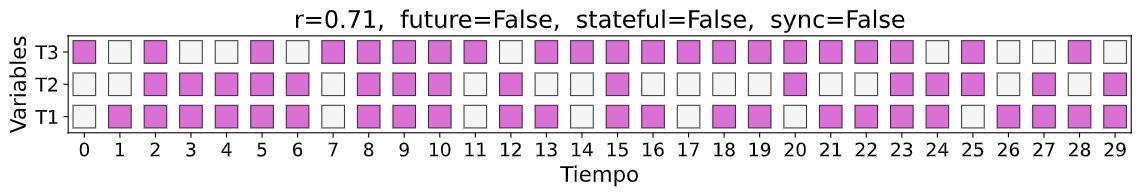 r=0.71,  future=False,  stateful=False,  sync=False
Variables
T3
T2
T1
0 1 2 3 4 5 6 7 8 9 10 11 12 13 14 15 16 17 18 19 20 21 22 23 24 25 26 27 28 29
Tiempo